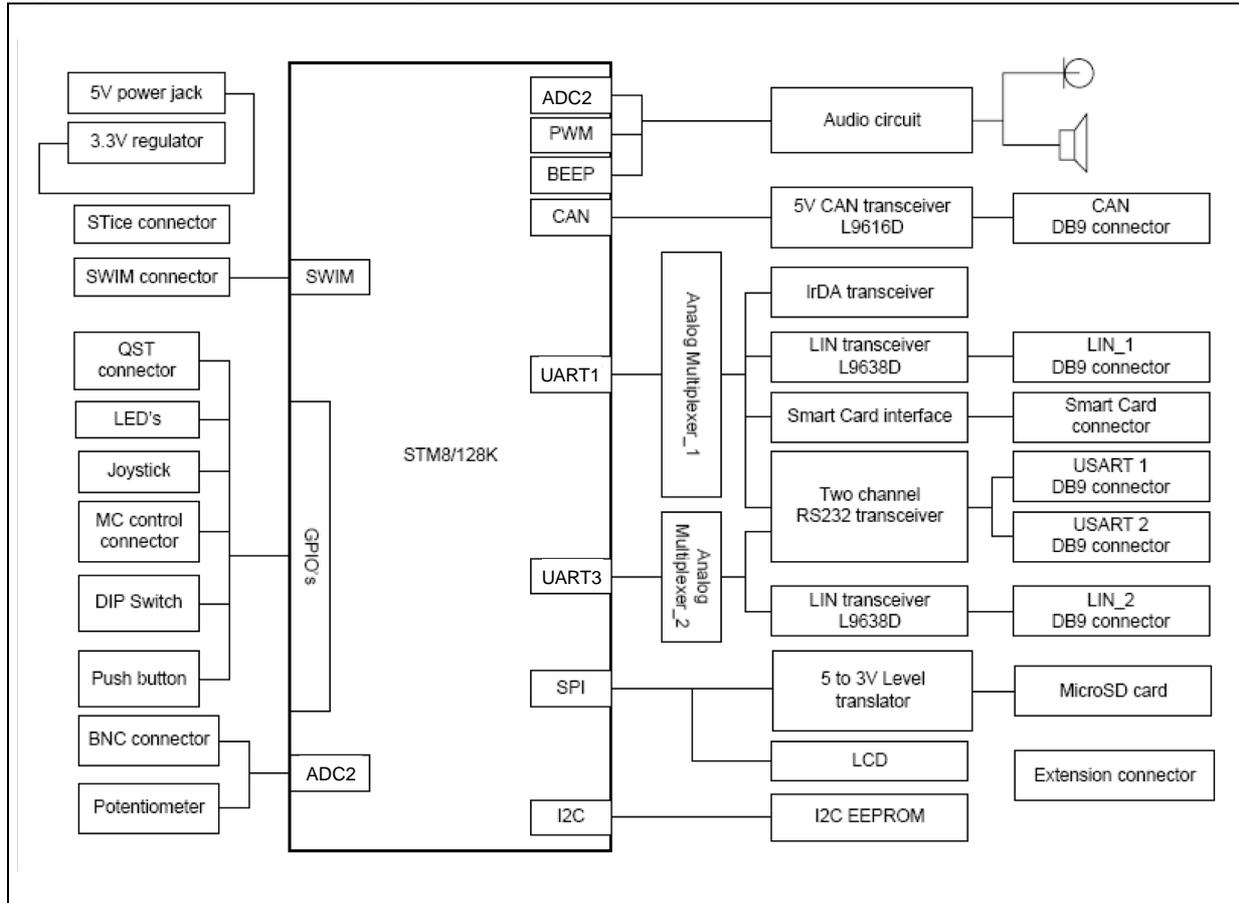 5V power jack
3.3V regulator
STice connector
SWIM connector
QST
connector
LED's
Joystick
MC control
connector
DIP Switch
Push button
BNC connector
Potentiometer
SWIM
GPIO's
ADC2
STM8/128K
ADC2
PWM
BEEP
CAN
UART1
UART3
SPI
I2C
Analog Multiplexer_1
Analog
Multiplexer_2
Audio circuit
5V CAN transceiver
L9616D
CAN
DB9 connector
IrDA transceiver
LIN transceiver
L9638D
LIN_1
DB9 connector
Smart Card interface
Smart Card
connector
Two channel
RS232 transceiver
USART 1
DB9 connector
USART 2
DB9 connector
LIN transceiver
L9638D
LIN_2
DB9 connector
5 to 3V Level
translator
MicroSD card
LCD
Extension connector
I2C EEPROM